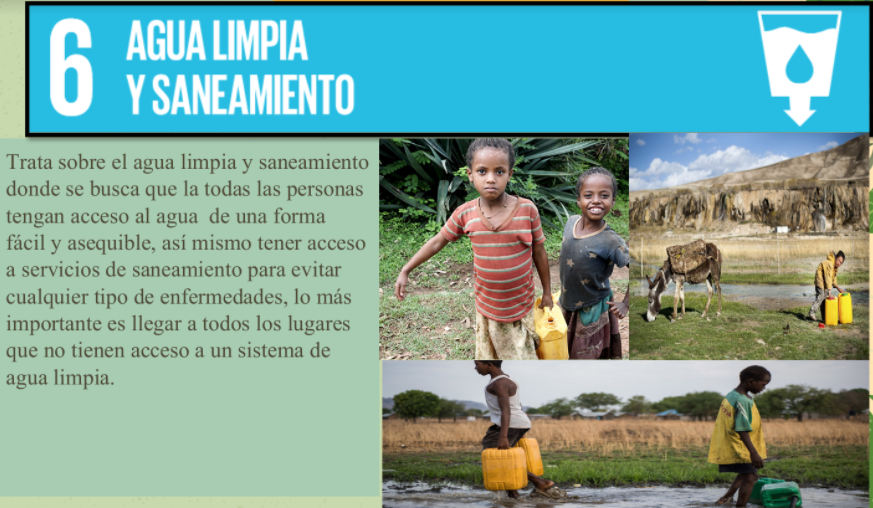 6
AGUA LIMPIA
Y SANEAMIENTO
Trata sobre el agua limpia y saneamiento
donde se busca que la todas las personas
tengan acceso al agua de una forma
fácil y asequible, así mismo tener acceso
a servicios de saneamiento para evitar
cualquier tipo de enfermedades, lo más
importante es llegar a todos los lugares
que no tienen acceso a un sistema de
agua limpia.